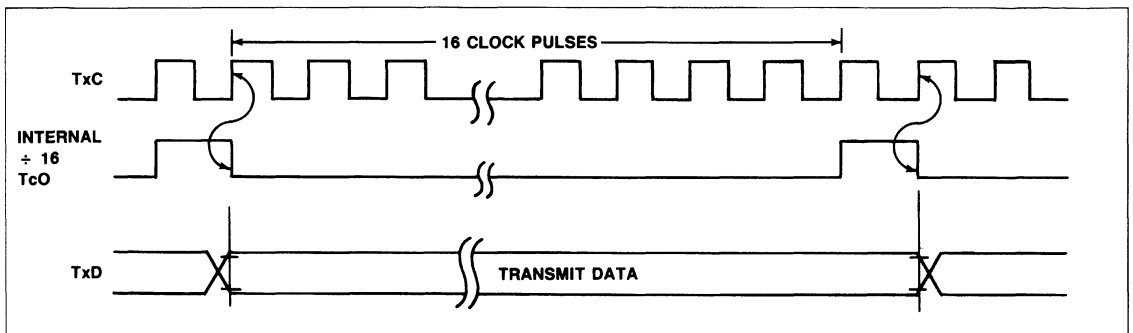 16 CLOCK PULSES
TxC
INTERNAL
÷ 16
TcO
TxD
TRANSMIT DATA